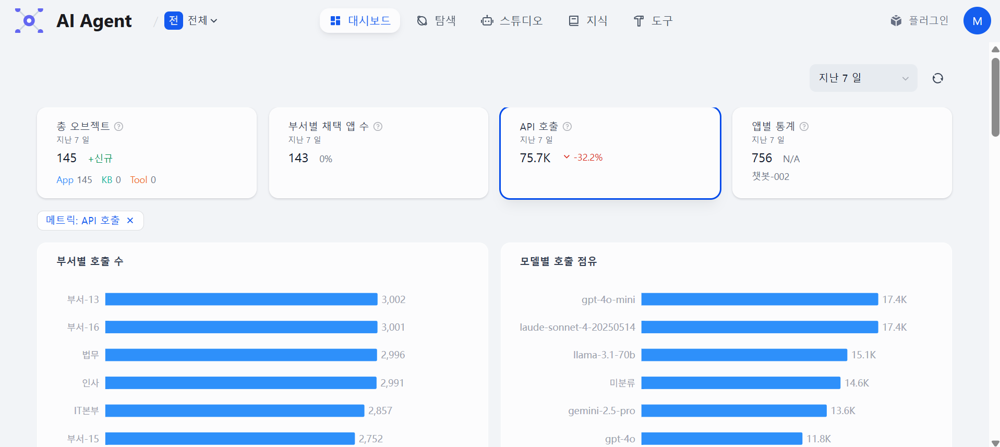 AI Agent / 전 전체
대시보드 탐색 스튜디오 지식 도구
플러그인 M
지난 7 일
총 오브젝트 ?
지난 7 일
145 +신규
App 145 KB 0 Tool 0
부서별 채택 앱 수 ?
지난 7 일
143 0%
API 호출 ?
지난 7 일
75.7K -32.2%
앱별 통계 ?
지난 7 일
756 N/A
챗봇-002
메트릭: API 호출 ✕
부서별 호출 수
부서-13 3,002
부서-16 3,001
법무 2,996
인사 2,991
IT본부 2,857
부서-15 2,752
모델별 호출 점유
gpt-4o-mini 17.4K
laude-sonnet-4-20250514 17.4K
llama-3.1-70b 15.1K
미분류 14.6K
gemini-2.5-pro 13.6K
gpt-4o 11.8K